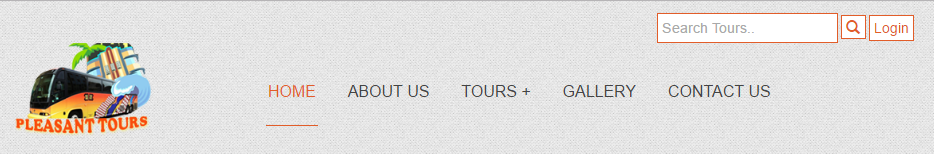 Search Tours..
Login
HOME
ABOUT US
TOURS +
GALLERY
CONTACT US
PLEASANT TOURS